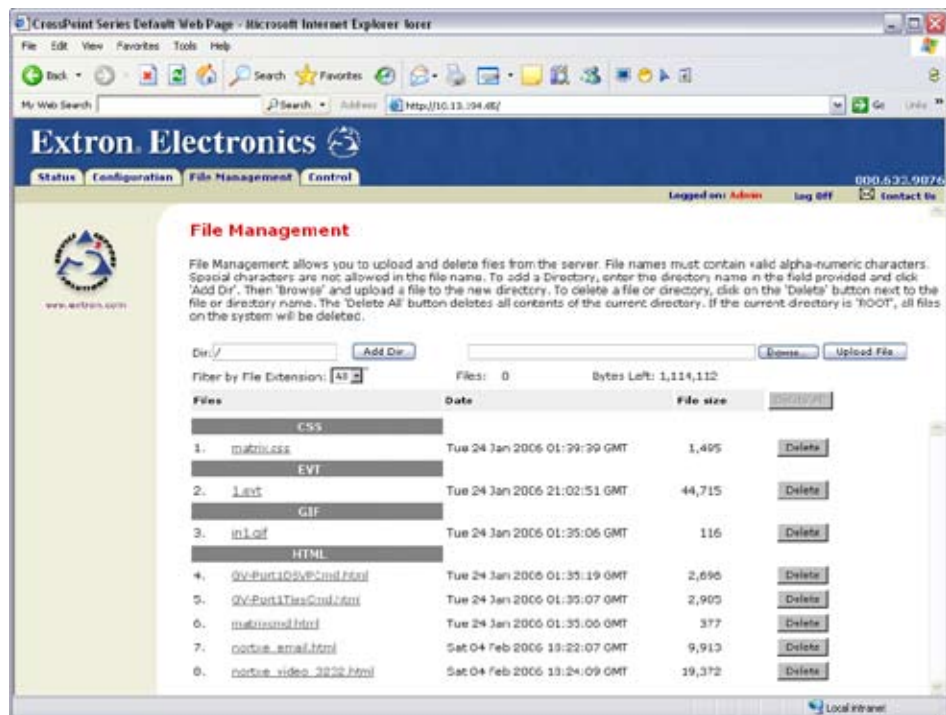 CrossPoint Series Default Web Page - Microsoft Internet Explorer
File Edit View Favorites Tools Help
Back Search Favorites
My Web Search Search Address Go Links
Extron Electronics
Status Configuration File Management Control
Logged on: Admin Log Off Contact Us
www.extron.com
File Management
File Management allows you to upload and delete files from the server. File names must contain valid alpha-numeric characters.
Special characters are not allowed in the file name. To add a Directory, enter the directory name in the field provided and click
'Add Dir'. Then 'Browse' and upload a file to the new directory. To delete a file or directory, click on the 'Delete' button next to the
file or directory name. The 'Delete All' button deletes all contents of the current directory. If the current directory is 'ROOT', all files
on the system will be deleted.
Dir:/ Add Dir Browse... Upload File
Filter by File Extension: All Files: 0 Bytes Left: 1,114,112
Files Date File size Delete All
CSS
1. matrix.css Tue 24 Jan 2006 01:39:39 GMT 1,495 Delete
EVT
2. 1.evt Tue 24 Jan 2006 21:02:51 GMT 44,715 Delete
GIF
3. in1.gif Tue 24 Jan 2006 01:35:06 GMT 116 Delete
HTML
4. Tue 24 Jan 2006 01:35:19 GMT 2,696 Delete
5. Tue 24 Jan 2006 01:35:07 GMT 2,905 Delete
6. matrixcmd.html Tue 24 Jan 2006 01:35:06 GMT 377 Delete
7. nortxe_email.html Sat 04 Feb 2006 18:22:07 GMT 9,913 Delete
8. nortxe_video_3232.html Sat 04 Feb 2006 18:24:09 GMT 19,372 Delete
Local intranet